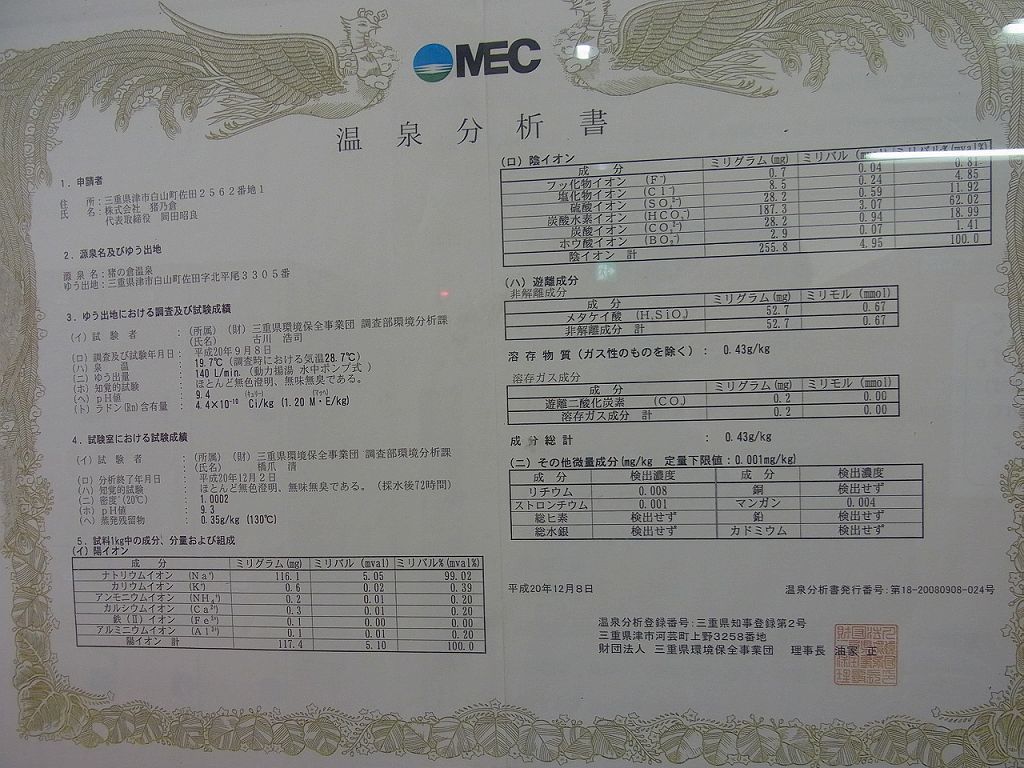 MEC
温泉分析書
1．申請者
住　所：三重県津市白山町佐田２５６２番地１
氏　名：株式会社　猪乃倉
代表取締役　岡田昭良
2．源泉名及びゆう出地
源泉名：猪の倉温泉
ゆう出地：三重県津市白山町佐田字北平尾３３０５番
3．ゆう出地における調査及び試験成績
(イ) 試験者　：（所属）（財）三重県環境保全事業団 調査部環境分析課
（氏名）　古川　浩司
(ロ) 調査及び試験年月日：平成20年９月８日
(ハ) 泉温　：19.7℃（調査時における気温28.7℃）
(ニ) ゆう出量　：140 L/min.（動力揚湯 水中ポンプ式）
(ホ) 知覚的試験　：ほとんど無色澄明、無味無臭である。
(ヘ) pH値　：9.4
(ト) ラドン(Rn)含有量　：4.4×10⁻¹⁰ Ci/kg (1.20 M・E/kg)
4．試験室における試験成績
(イ) 試験者　：（所属）（財）三重県環境保全事業団 調査部環境分析課
（氏名）　橋爪　清
(ロ) 分析終了年月日　：平成20年12月２日
(ハ) 知覚的試験　：ほとんど無色澄明、無味無臭である。（採水後72時間）
(ニ) 密度(20℃)　：1.0002
(ホ) pH値　：9.3
(ヘ) 蒸発残留物　：0.35g/kg (130℃)
5．試料1kg中の成分、分量および組成
(イ) 陽イオン
成分　ミリグラム(mg)　ミリバル(mval)　ミリバル%(mval%)
ナトリウムイオン (Na⁺)　116.1　5.05　99.02
カリウムイオン (K⁺)　0.6　0.02　0.39
アンモニウムイオン (NH₄⁺)　0.2　0.01　0.20
カルシウムイオン (Ca²⁺)　0.3　0.01　0.20
鉄(Ⅱ)イオン (Fe²⁺)　0.1　0.00　0.00
アルミニウムイオン (Al³⁺)　0.1　0.01　0.20
陽イオン 計　117.4　5.10　100.0
(ロ) 陰イオン
成分　ミリグラム(mg)　ミリバル(mval)　ミリバル%(mval%)
フッ化物イオン (F⁻)　0.7　0.04　0.81
塩化物イオン (Cl⁻)　8.5　0.24　4.85
硫酸イオン (SO₄²⁻)　28.2　0.59　11.92
炭酸水素イオン (HCO₃⁻)　187.3　3.07　62.02
炭酸イオン (CO₃²⁻)　28.2　0.94　18.99
ホウ酸イオン (BO₂⁻)　2.9　0.07　1.41
陰イオン 計　255.8　4.95　100.0
(ハ) 遊離成分
非解離成分
成分　ミリグラム(mg)　ミリモル(mmol)
メタケイ酸 (H₂SiO₃)　52.7　0.67
非解離成分 計　52.7　0.67
溶存物質(ガス性のものを除く)：　0.43g/kg
溶存ガス成分
成分　ミリグラム(mg)　ミリモル(mmol)
遊離二酸化炭素 (CO₂)　0.2　0.00
溶存ガス成分 計　0.2　0.00
成分総計　：　0.43g/kg
(ニ) その他微量成分(mg/kg　定量下限値：0.001mg/kg)
成分　検出濃度　成分　検出濃度
リチウム　0.008　銅　検出せず
ストロンチウム　0.001　マンガン　0.004
総ヒ素　検出せず　鉛　検出せず
総水銀　検出せず　カドミウム　検出せず
平成20年12月８日　温泉分析書発行番号：第18-20080908-024号
温泉分析登録番号：三重県知事登録第２号
三重県津市河芸町上野3258番地
財団法人　三重県環境保全事業団　理事長　油家　正